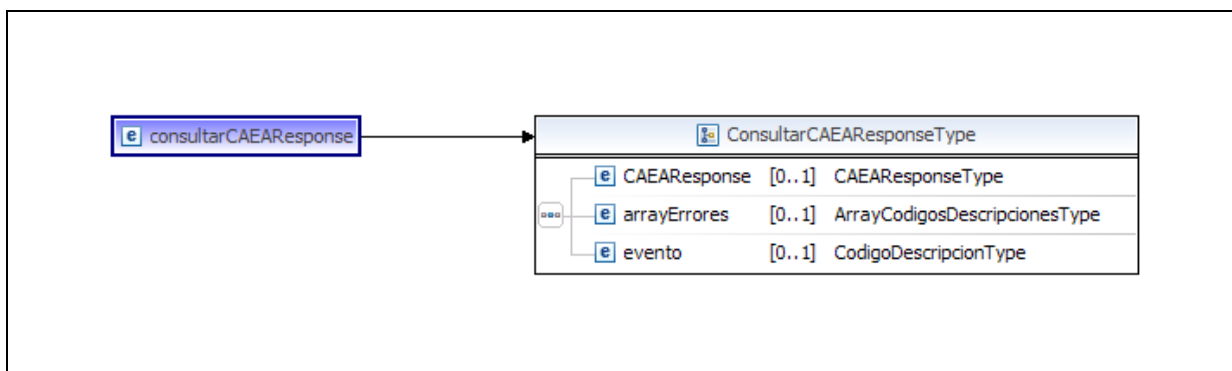 e consultarCAEAResponse
ConsultarCAEAResponseType
e CAEAResponse [0..1] CAEAResponseType
e arrayErrores [0..1] ArrayCodigosDescripcionesType
e evento [0..1] CodigoDescripcionType